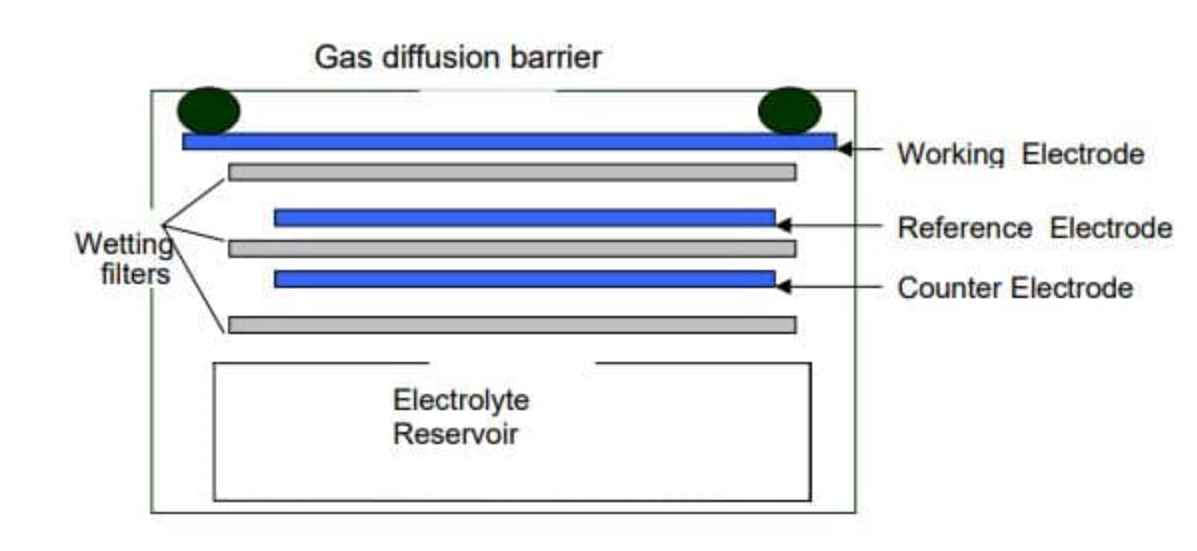 Gas diffusion barrier
Working Electrode
Reference Electrode
Wetting
filters
Counter Electrode
Electrolyte
Reservoir